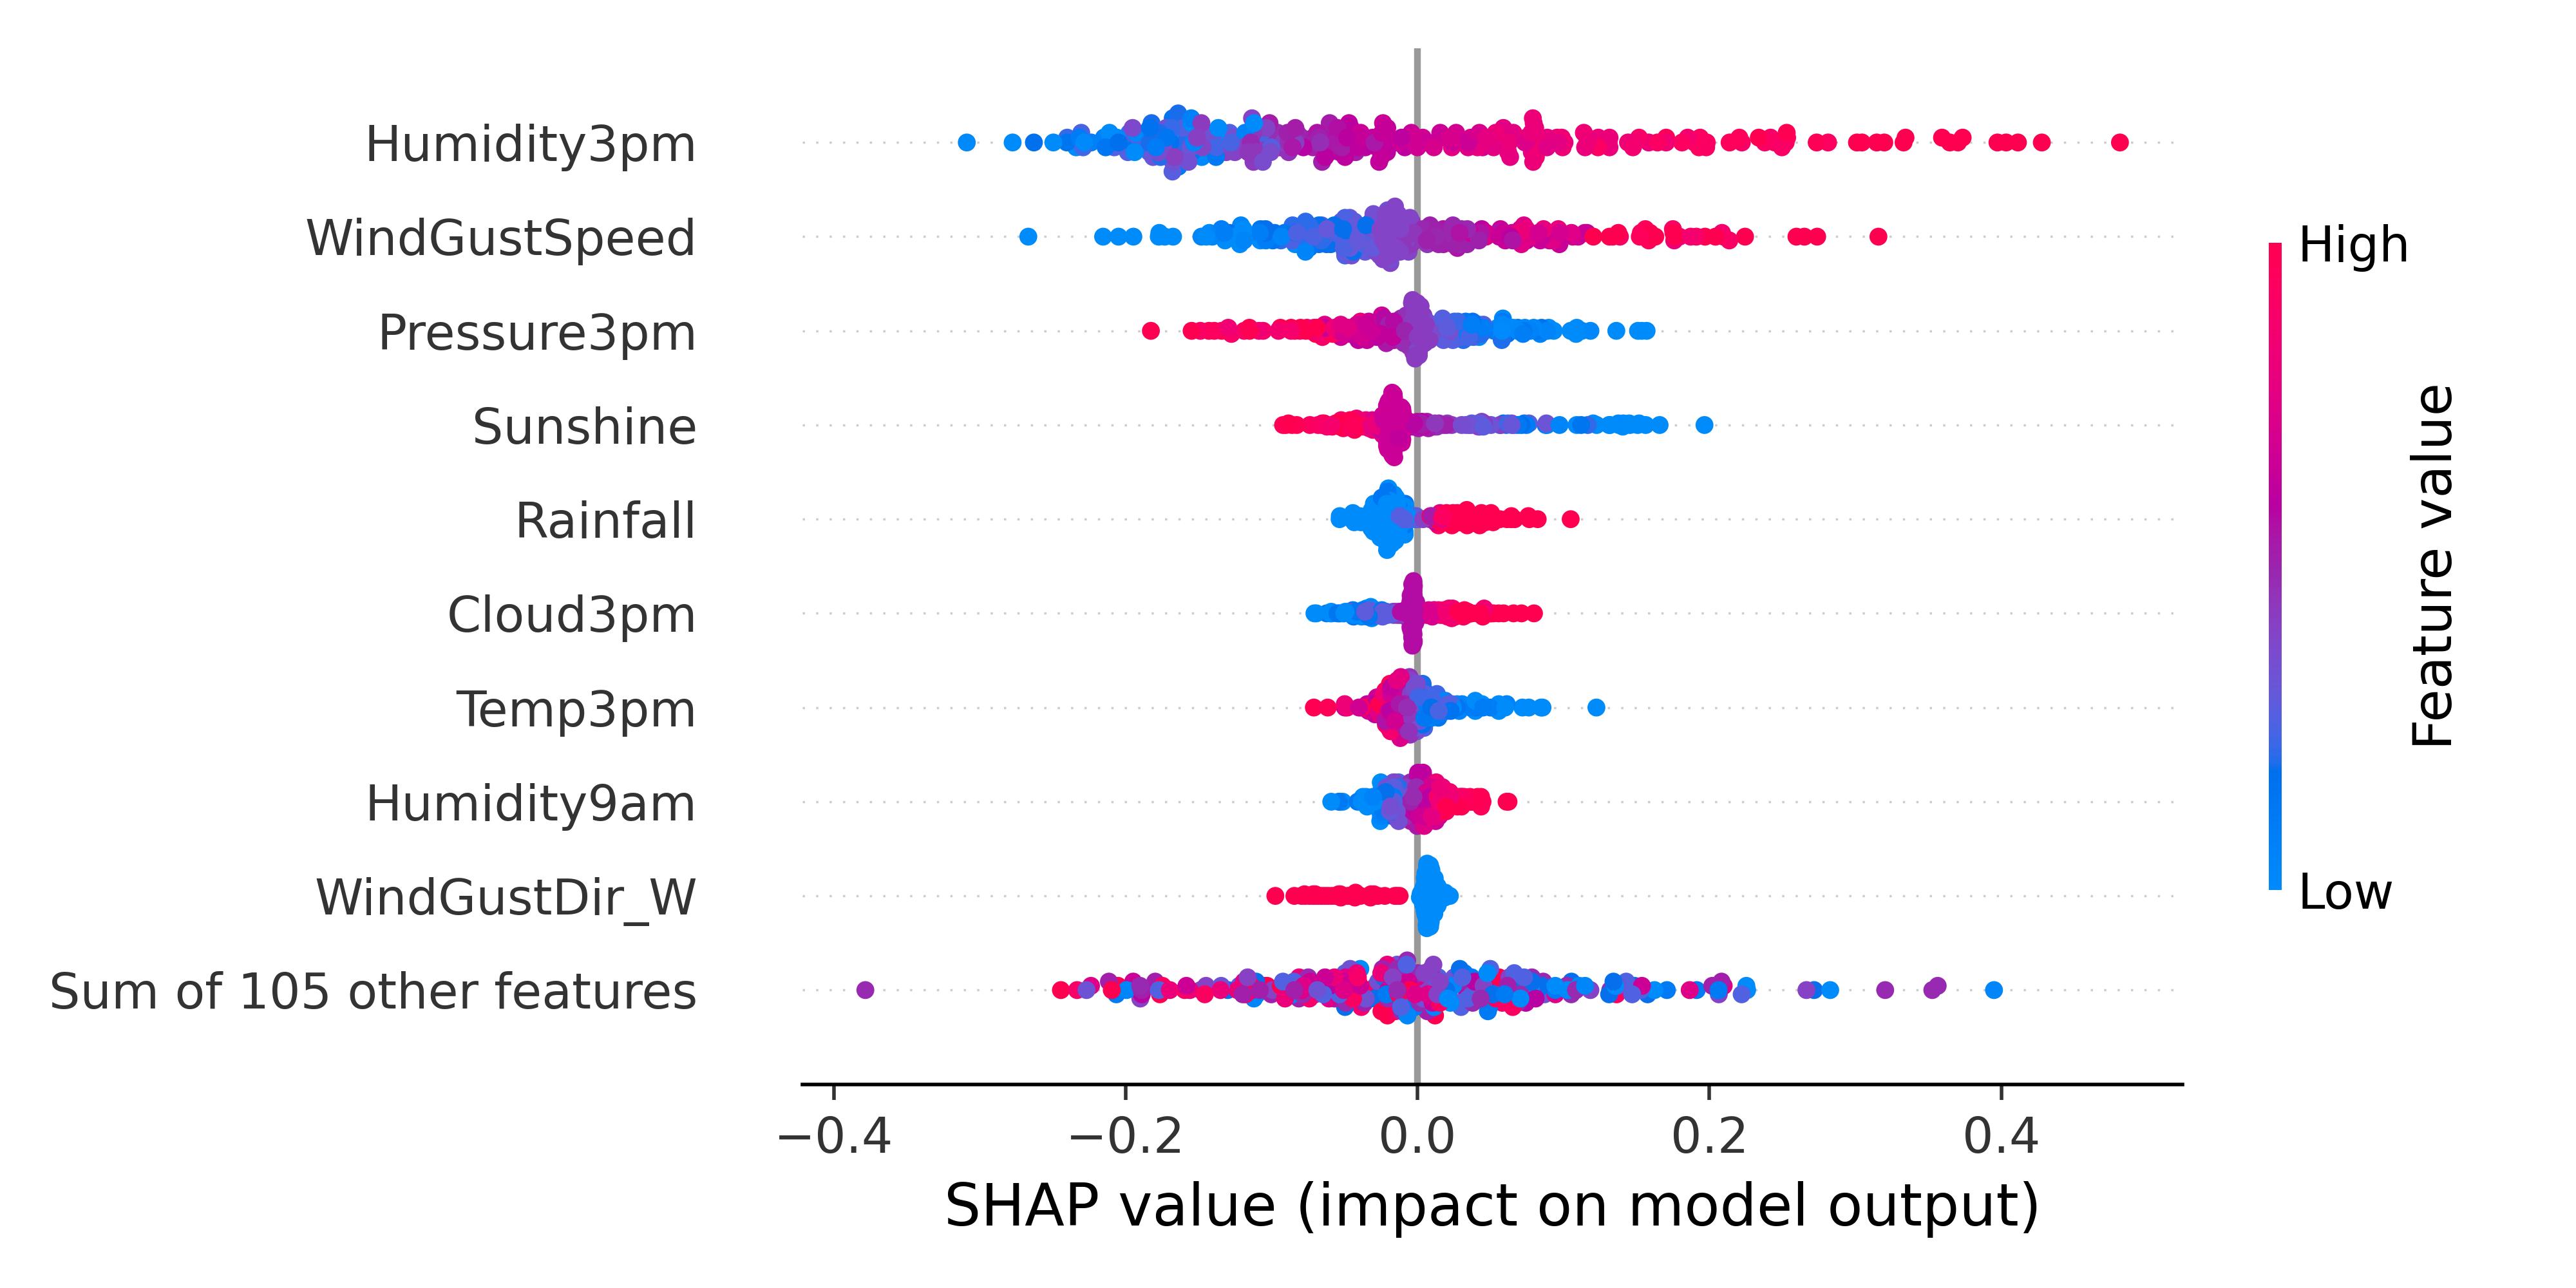 Humidity3pm
WindGustSpeed
Pressure3pm
Sunshine
Rainfall
Cloud3pm
Temp3pm
Humidity9am
WindGustDir_W
Sum of 105 other features
−0.4 −0.2 0.0 0.2 0.4
SHAP value (impact on model output)
High
Feature value
Low